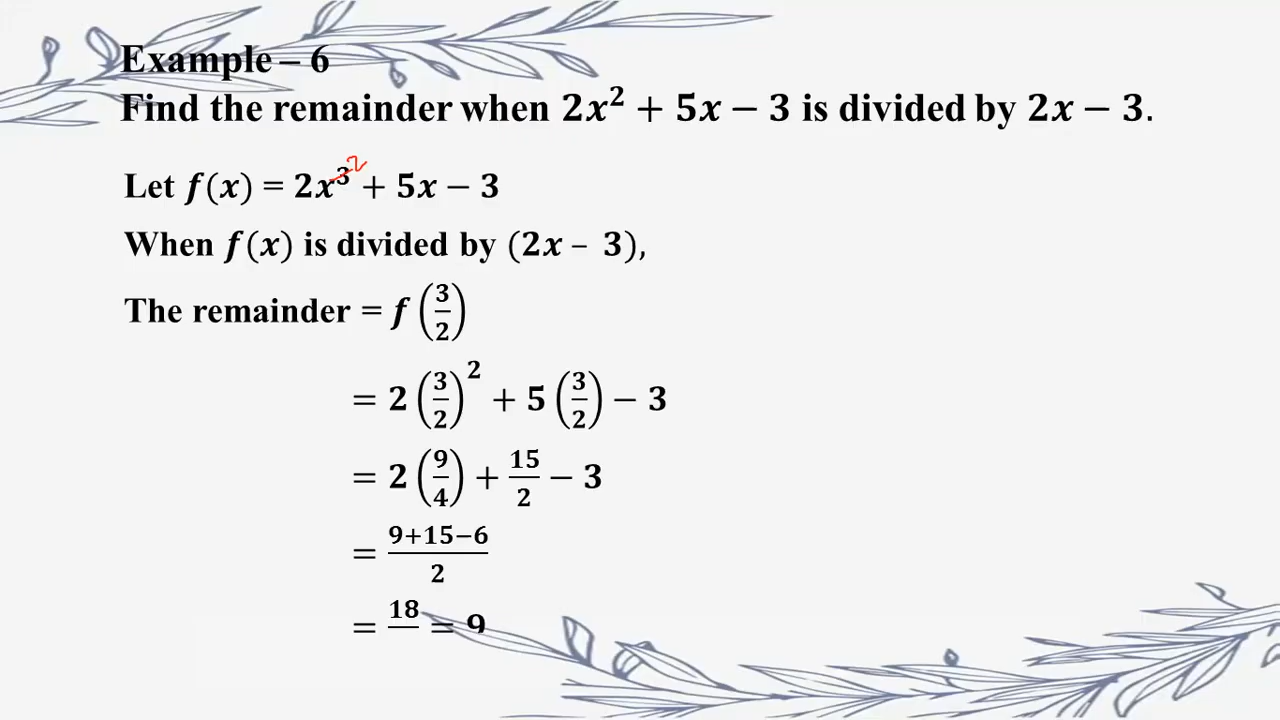 Example – 6
Find the remainder when 2x² + 5x − 3 is divided by 2x − 3.
Let f(x) = 2x³ 2 + 5x − 3
When f(x) is divided by (2x – 3),
The remainder = f(3/2)
= 2(3/2)² + 5(3/2) − 3
= 2(9/4) + 15/2 − 3
= (9+15−6)/2
= 18 = 9